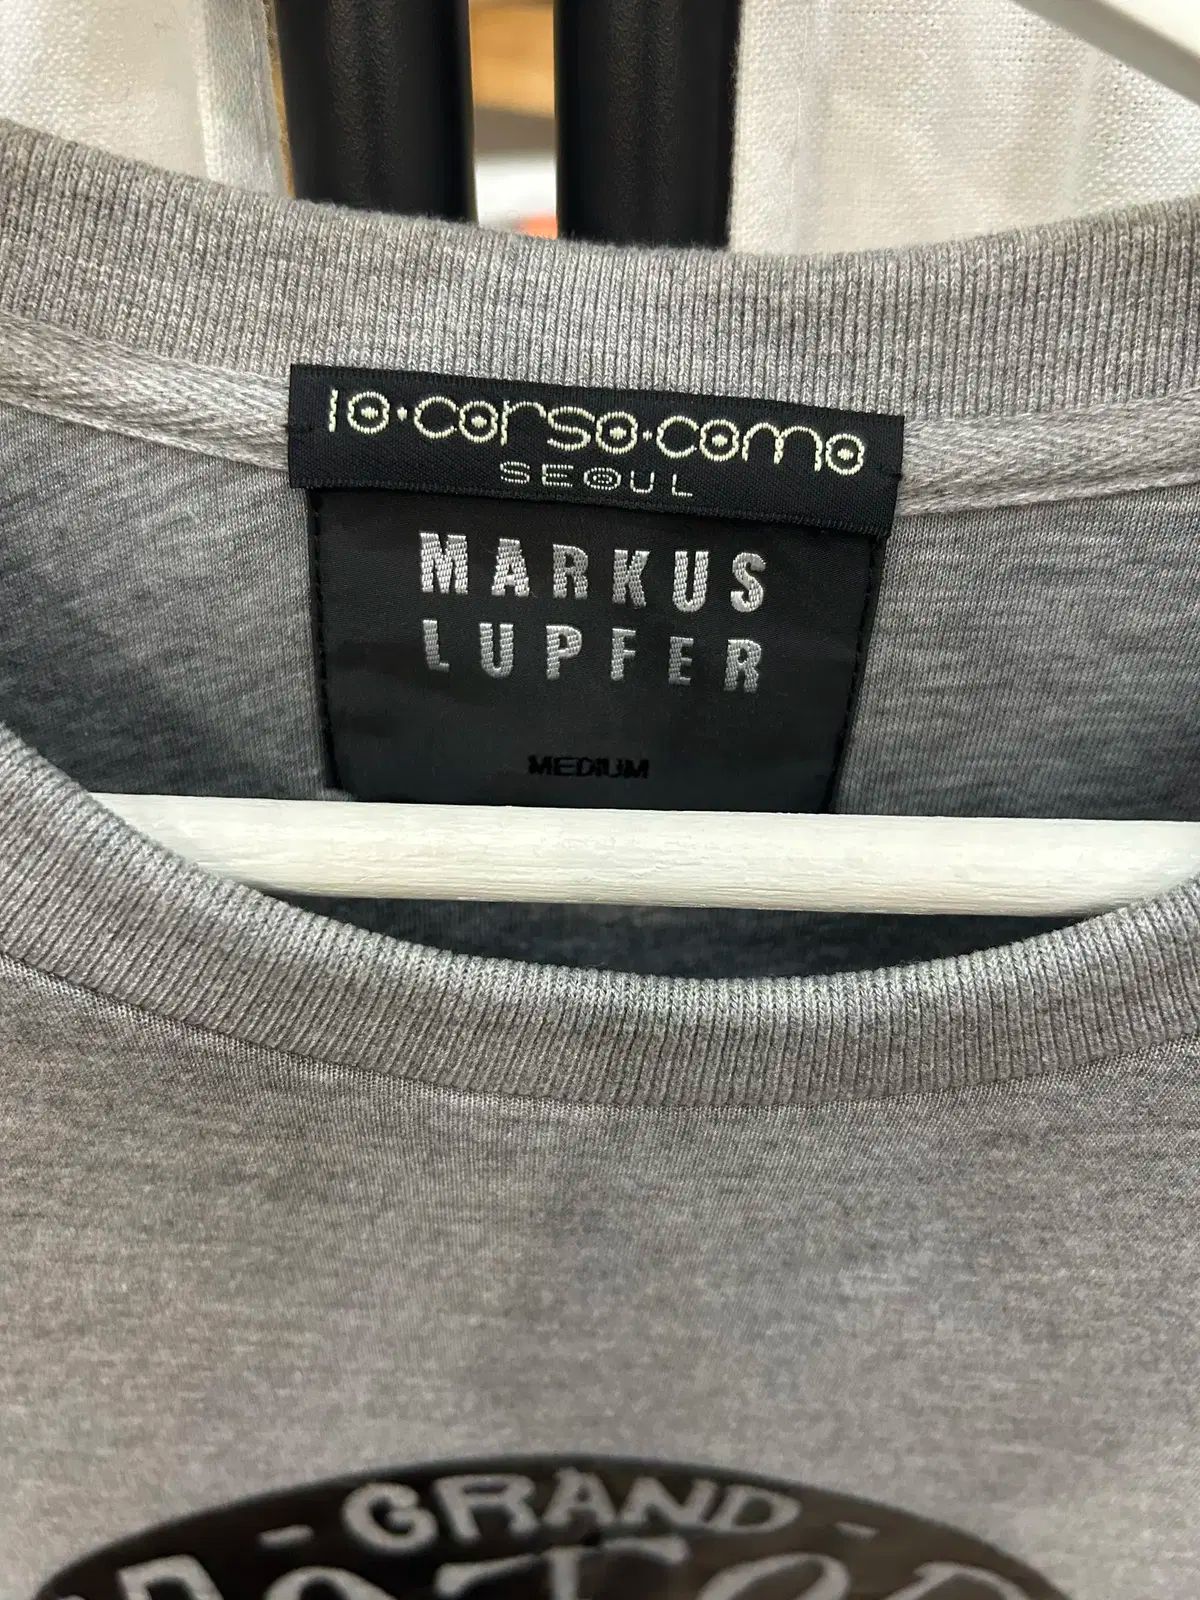 10·corso·como
SEOUL
MARKUS
LUPFER
MEDIUM
- GRAND -